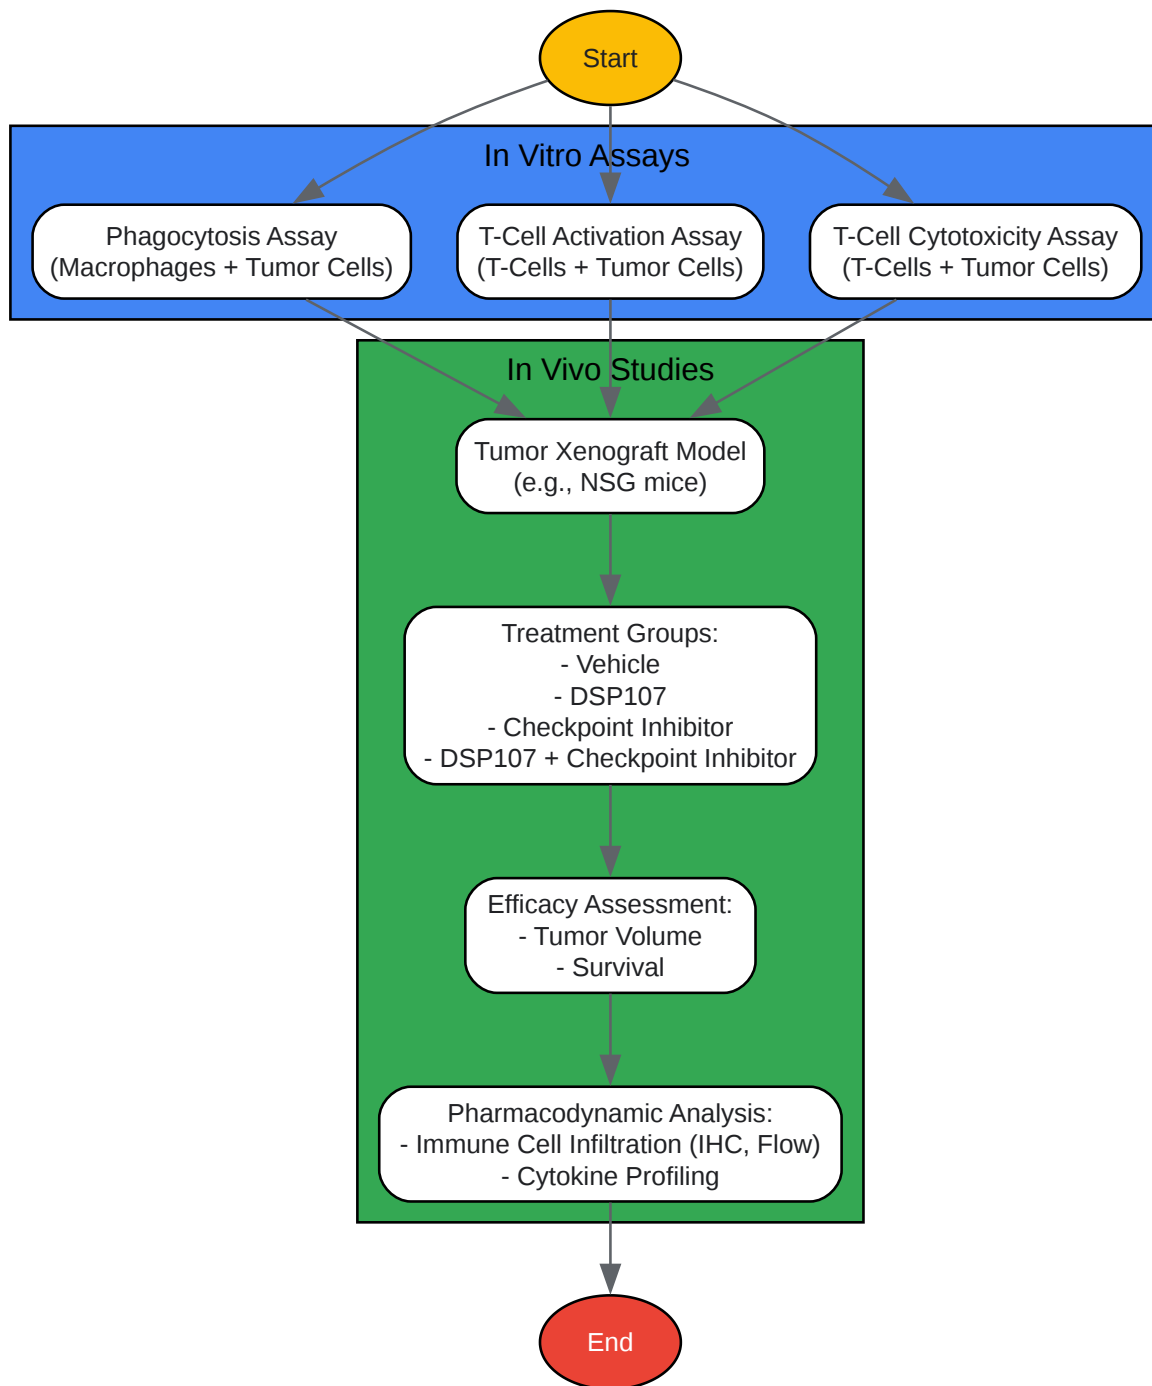 Start
In Vitro Assays
Phagocytosis Assay
(Macrophages + Tumor Cells)
T-Cell Activation Assay
(T-Cells + Tumor Cells)
T-Cell Cytotoxicity Assay
(T-Cells + Tumor Cells)
In Vivo Studies
Tumor Xenograft Model
(e.g., NSG mice)
Treatment Groups:
- Vehicle
- DSP107
- Checkpoint Inhibitor
- DSP107 + Checkpoint Inhibitor
Efficacy Assessment:
- Tumor Volume
- Survival
Pharmacodynamic Analysis:
- Immune Cell Infiltration (IHC, Flow)
- Cytokine Profiling
End